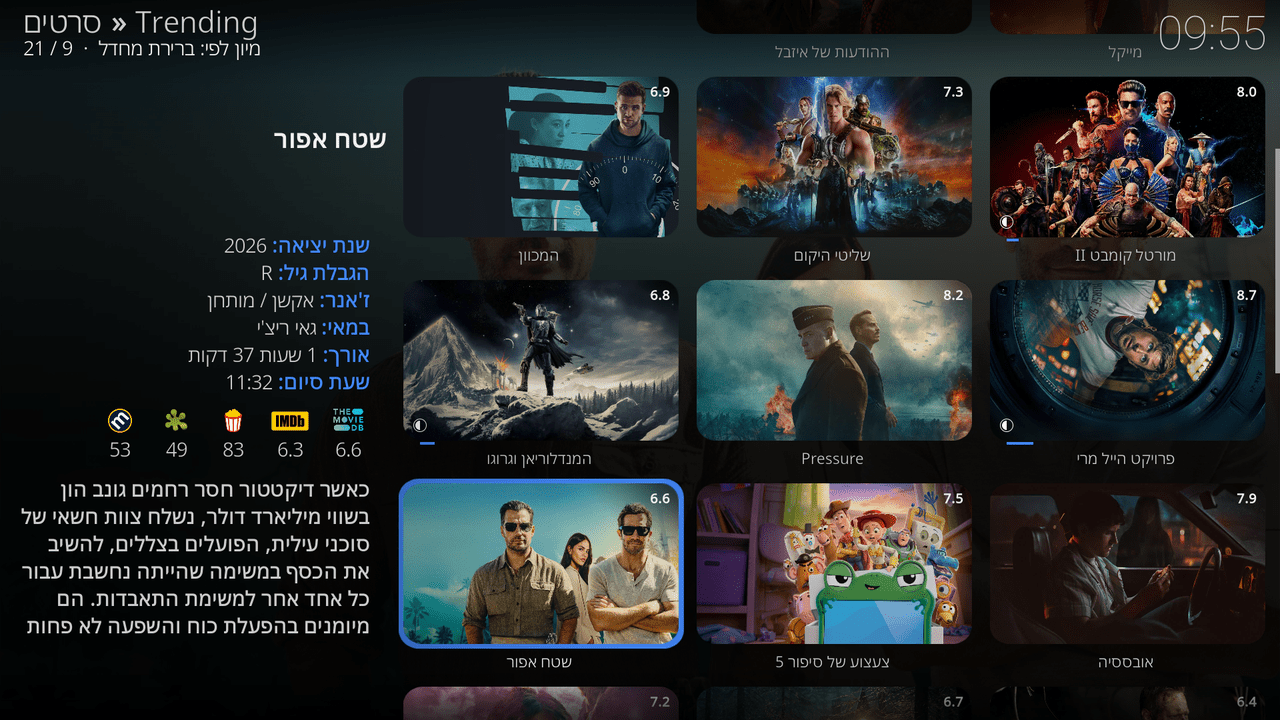 סרטים » Trending
מיון לפי: ברירת מחדל · 9 / 21
09:55
מייקל
ההודעות של איזבל
8.0
7.3
6.9
מורטל קומבט II
שליטי היקום
המכוון
8.7
8.2
6.8
פרויקט הייל מרי
Pressure
המנדלוריאן וגרוגו
7.9
7.5
6.6
אובססיה
צעצוע של סיפור 5
שטח אפור
6.4
6.7
7.2
שטח אפור
שנת יציאה: 2026
הגבלת גיל: R
ז'אנר: אקשן / מותחן
במאי: גאי ריצ'י
אורך: 1 שעות 37 דקות
שעת סיום: 11:32
THE MOVIE DB
IMDb
6.6
6.3
83
49
53
כאשר דיקטטור חסר רחמים גונב הון
בשווי מיליארד דולר, נשלח צוות חשאי של
סוכני עילית, הפועלים בצללים, להשיב
את הכסף במשימה שהייתה נחשבת עבור
כל אחד אחר למשימת התאבדות. הם
מיומנים בהפעלת כוח והשפעה לא פחות